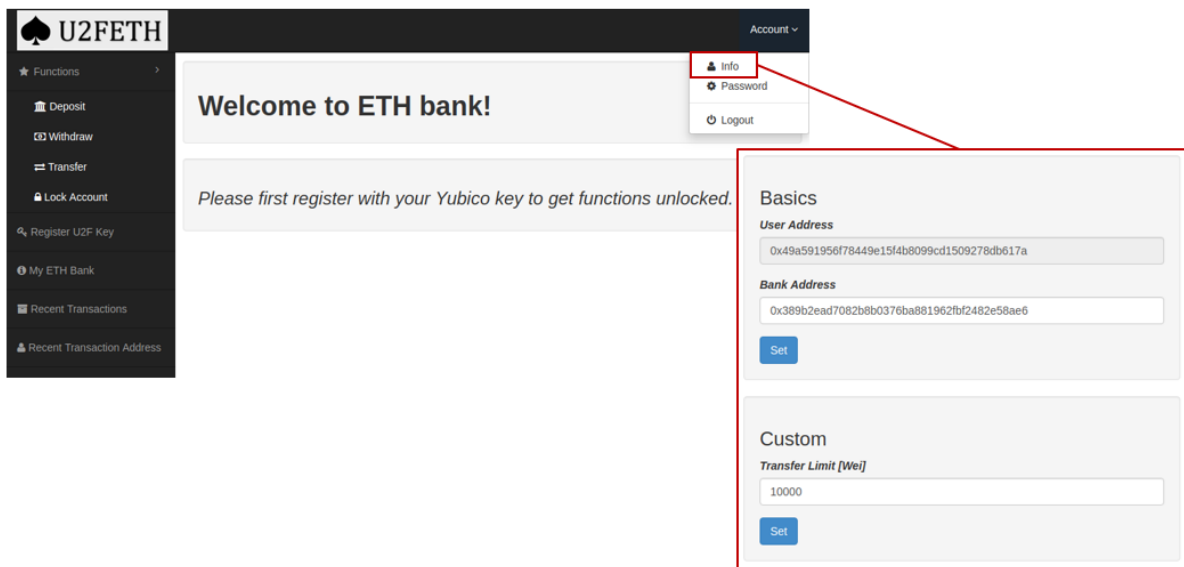 U2FETH
Account
Functions
Deposit
Withdraw
Transfer
Lock Account
Register U2F Key
My ETH Bank
Recent Transactions
Recent Transaction Address
Welcome to ETH bank!
Please first register with your Yubico key to get functions unlocked.
Info
Password
Logout
Basics
User Address
0x49a591956f78449e15f4b8099cd1509278db617a
Bank Address
0x389b2ead7082b8b0376ba881962fbf2482e58ae6
Set
Custom
Transfer Limit [Wei]
10000
Set